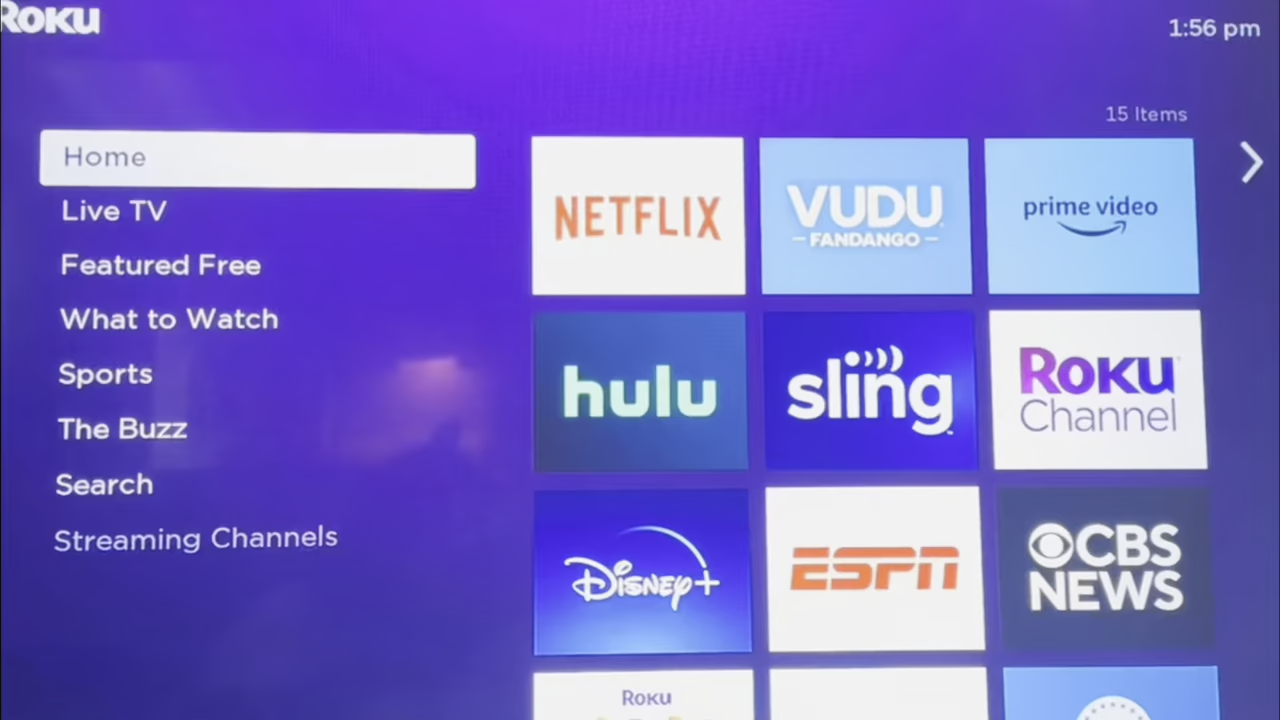 Roku
1:56 pm
15 Items
Home
Live TV
Featured Free
What to Watch
Sports
The Buzz
Search
Streaming Channels
NETFLIX
VUDU
FANDANGO
prime video
hulu
sling
Roku
Channel
Disney+
ESPN
CBS
NEWS
Roku